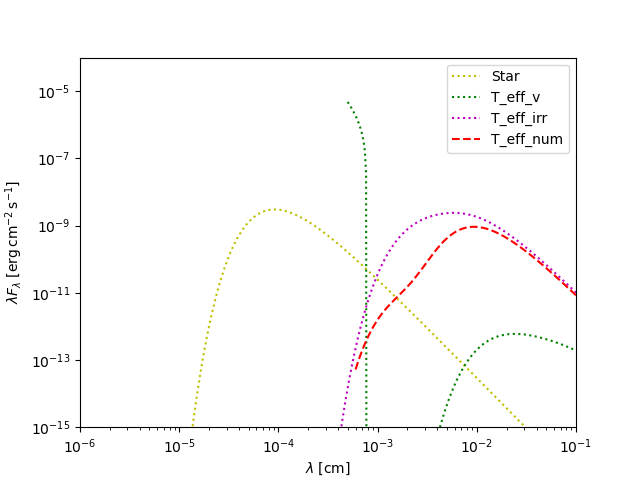 Star
T_eff_v
T_eff_irr
T_eff_num
λF_λ [erg cm⁻² s⁻¹]
10⁻⁵
10⁻⁷
10⁻⁹
10⁻¹¹
10⁻¹³
10⁻¹⁵
10⁻⁶ 10⁻⁵ 10⁻⁴ 10⁻³ 10⁻² 10⁻¹
λ [cm]